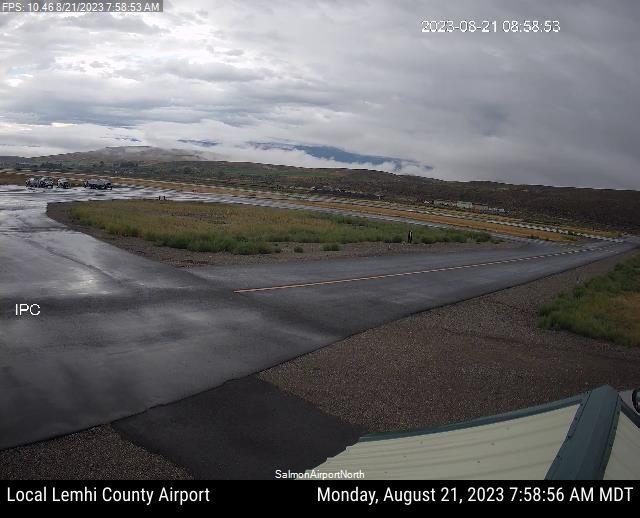 FPS: 10.46 8/21/2023 7:58:53 AM
2023-08-21 08:58:53
IPC
SalmonAirportNorth
Local Lemhi County Airport
Monday, August 21, 2023 7:58:56 AM MDT